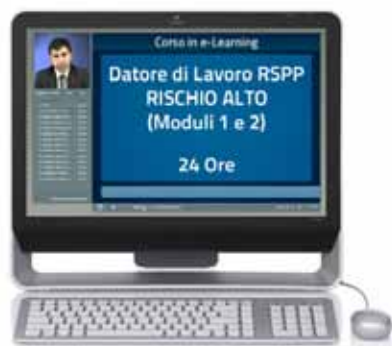 Corso in e-Learning
Datore di Lavoro RSPP
RISCHIO ALTO
(Moduli 1 e 2)
24 Ore